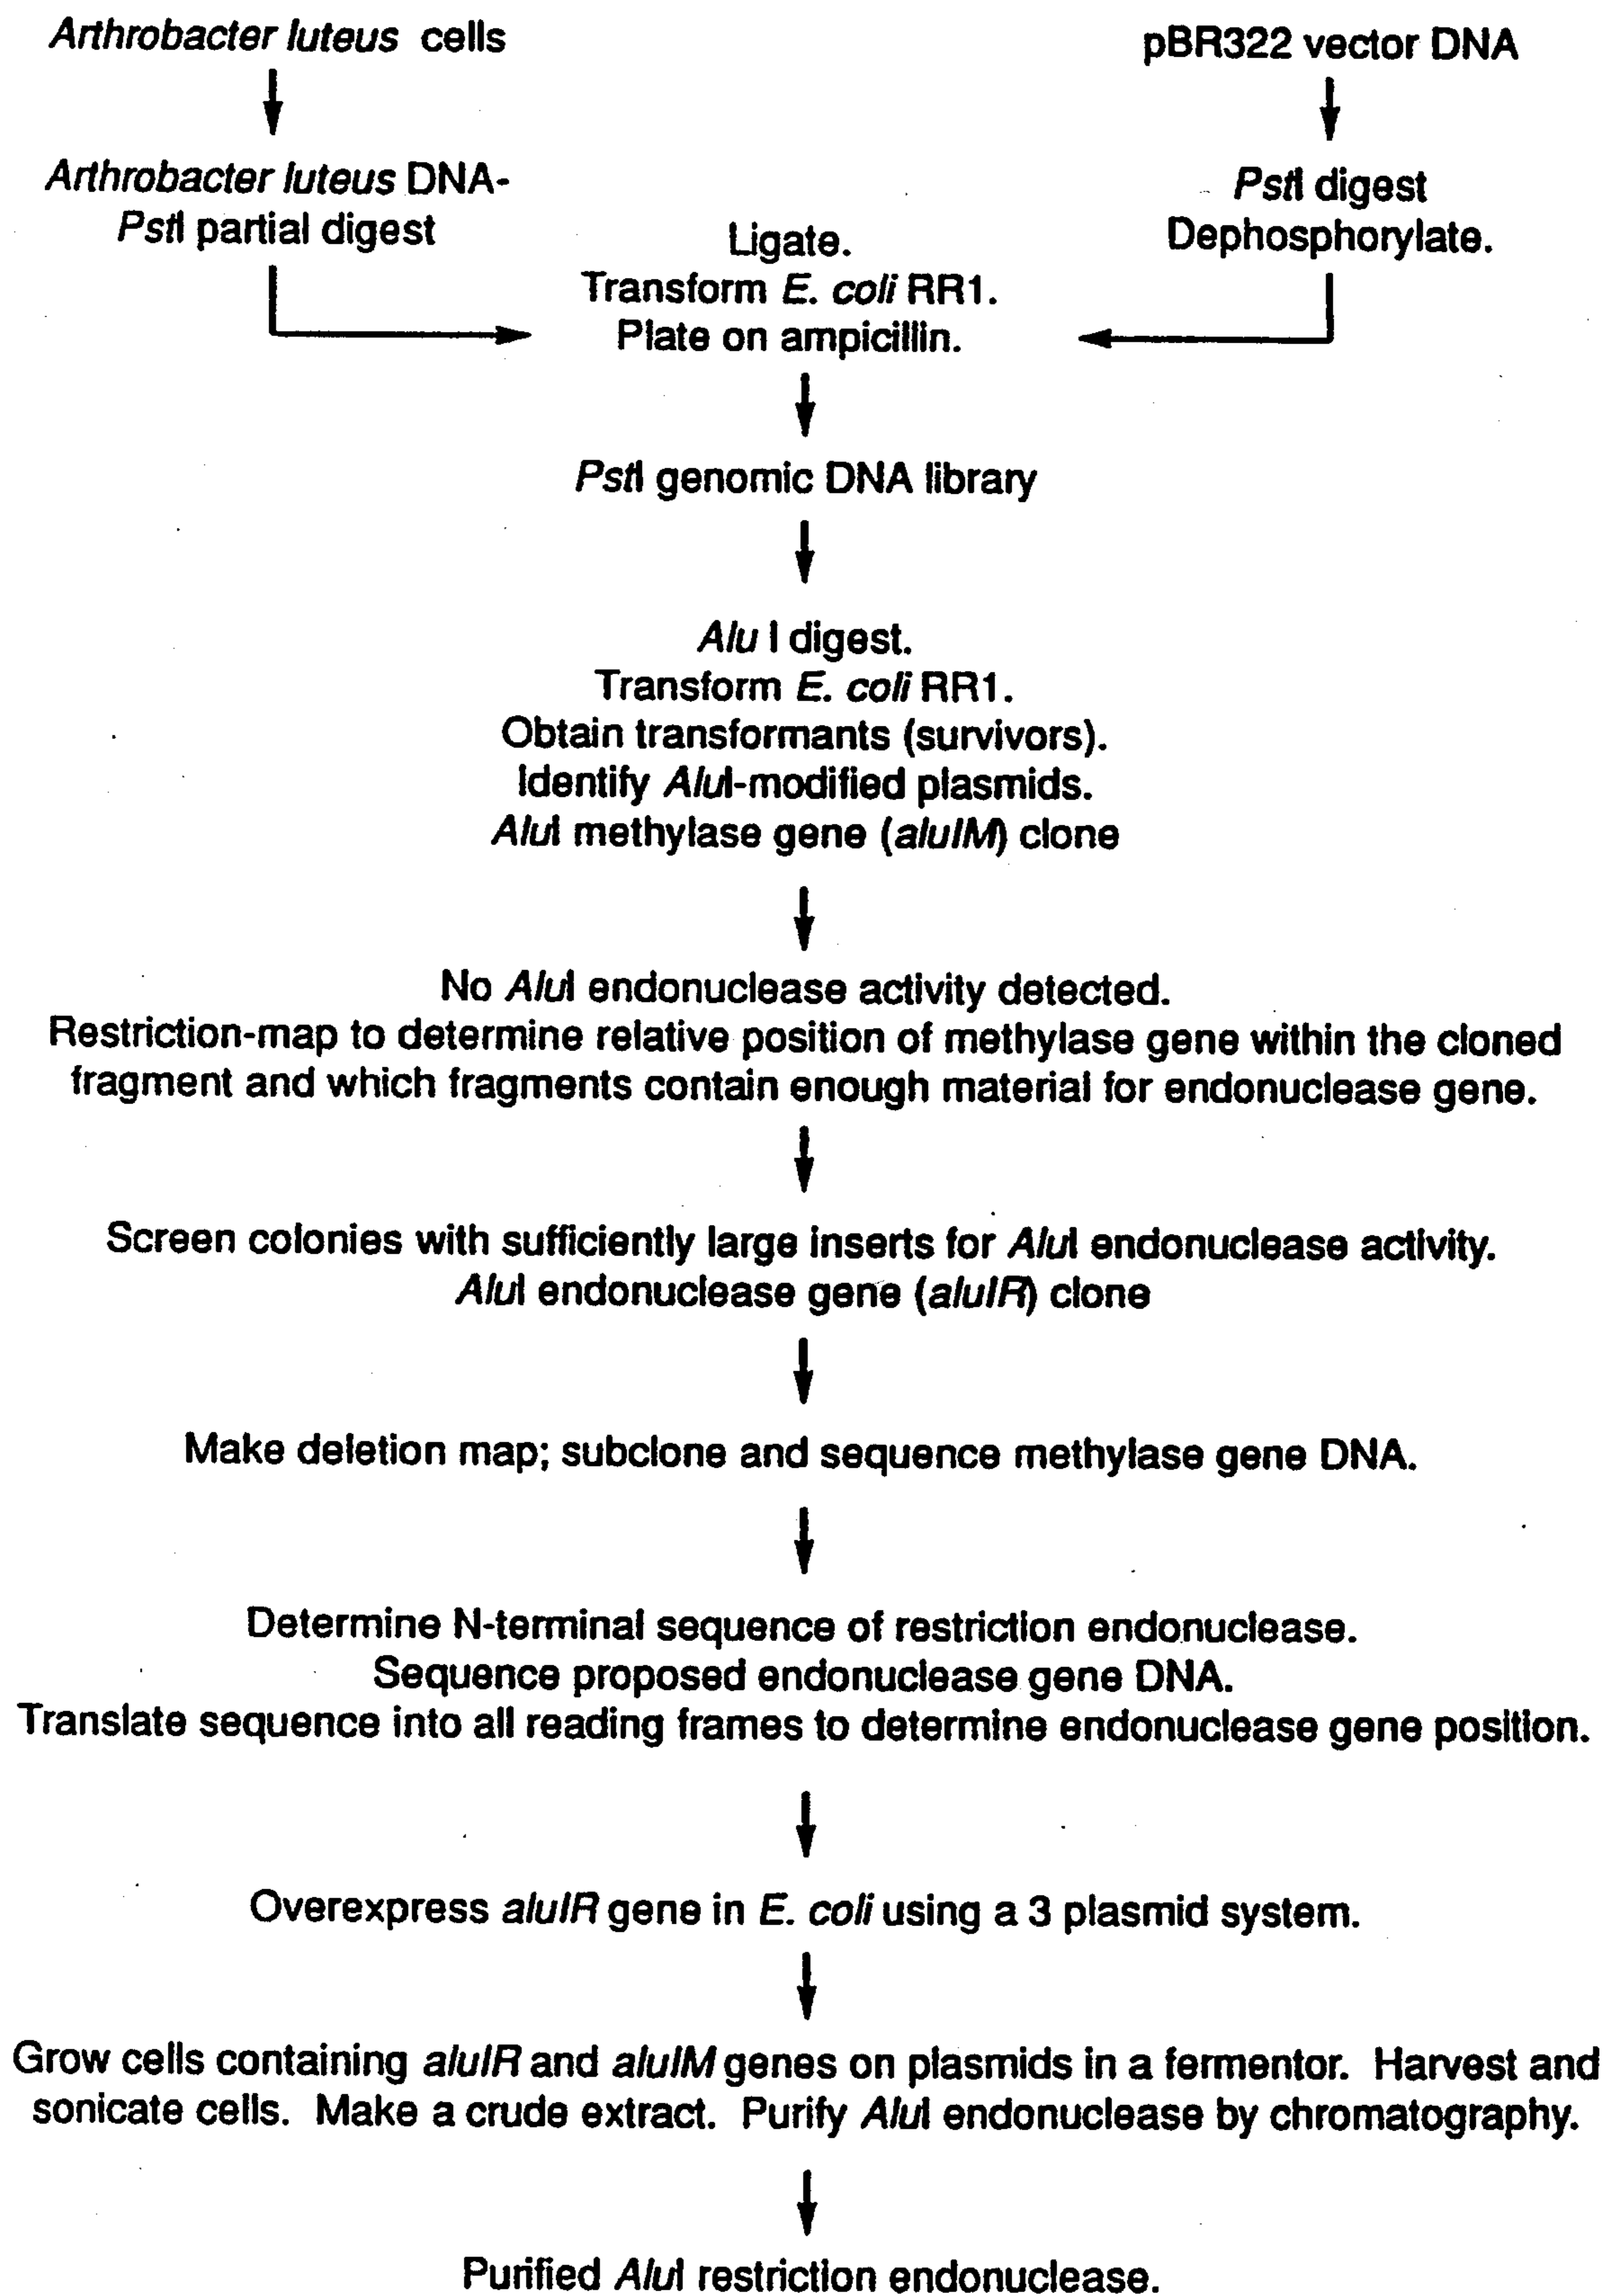 Arthrobacter luteus cells
pBR322 vector DNA
Arthrobacter luteus DNA-
PstI partial digest
PstI digest
Dephosphorylate.
Ligate.
Transform E. coli RR1.
Plate on ampicillin.
PstI genomic DNA library
Alu I digest.
Transform E. coli RR1.
Obtain transformants (survivors).
Identify AluI-modified plasmids.
AluI methylase gene (aluIM) clone
No AluI endonuclease activity detected.
Restriction-map to determine relative position of methylase gene within the cloned
fragment and which fragments contain enough material for endonuclease gene.
Screen colonies with sufficiently large inserts for AluI endonuclease activity.
AluI endonuclease gene (aluIR) clone
Make deletion map; subclone and sequence methylase gene DNA.
Determine N-terminal sequence of restriction endonuclease.
Sequence proposed endonuclease gene DNA.
Translate sequence into all reading frames to determine endonuclease gene position.
Overexpress aluIR gene in E. coli using a 3 plasmid system.
Grow cells containing aluIR and aluIM genes on plasmids in a fermentor. Harvest and
sonicate cells. Make a crude extract. Purify AluI endonuclease by chromatography.
Purified AluI restriction endonuclease.